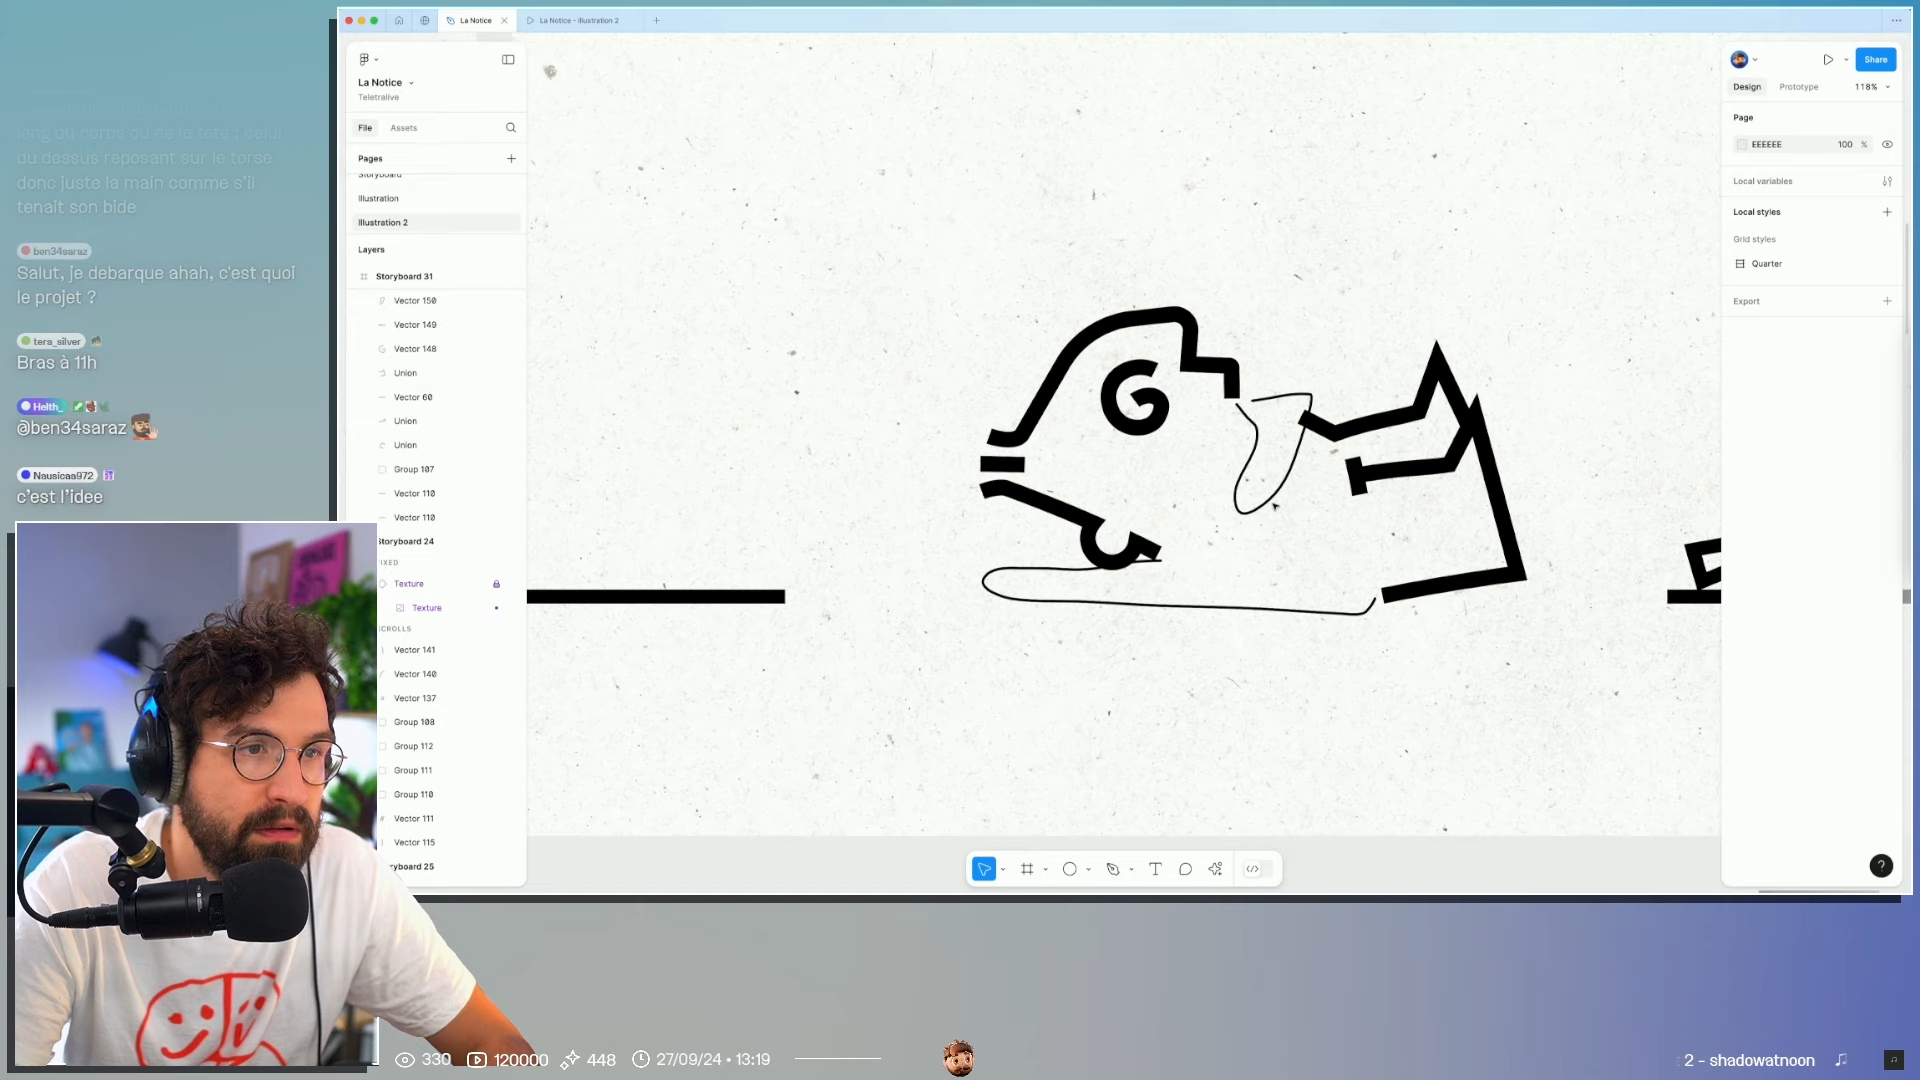 La Notice
La Notice - Illustration 2
La Notice
Teletralive
File
Assets
Pages
Storyboard
Illustration
Illustration 2
Layers
Storyboard 31
Vector 150
Vector 149
Vector 148
Union
Vector 60
Union
Union
Group 107
Vector 110
Vector 110
Storyboard 24
FIXED
Texture
Texture
SCROLLS
Vector 141
Vector 140
Vector 137
Group 108
Group 112
Group 111
Group 110
Vector 111
Vector 115
Storyboard 25
Share
Design
Prototype
118%
Page
EEEEEE
100
%
Local variables
Local styles
Grid styles
Quarter
Export
?
long du corps ou de la tête ; celui
du dessus reposant sur le torse
donc juste la main comme s'il
tenait son bide
ben34saraz
Salut, je debarque ahah, c'est quoi
le projet ?
tera_silver
Bras à 11h
Helth_
@ben34saraz
Nausicaa972
c'est l'idee
330
120000
448
27/09/24 • 13:19
2 - shadowatnoon